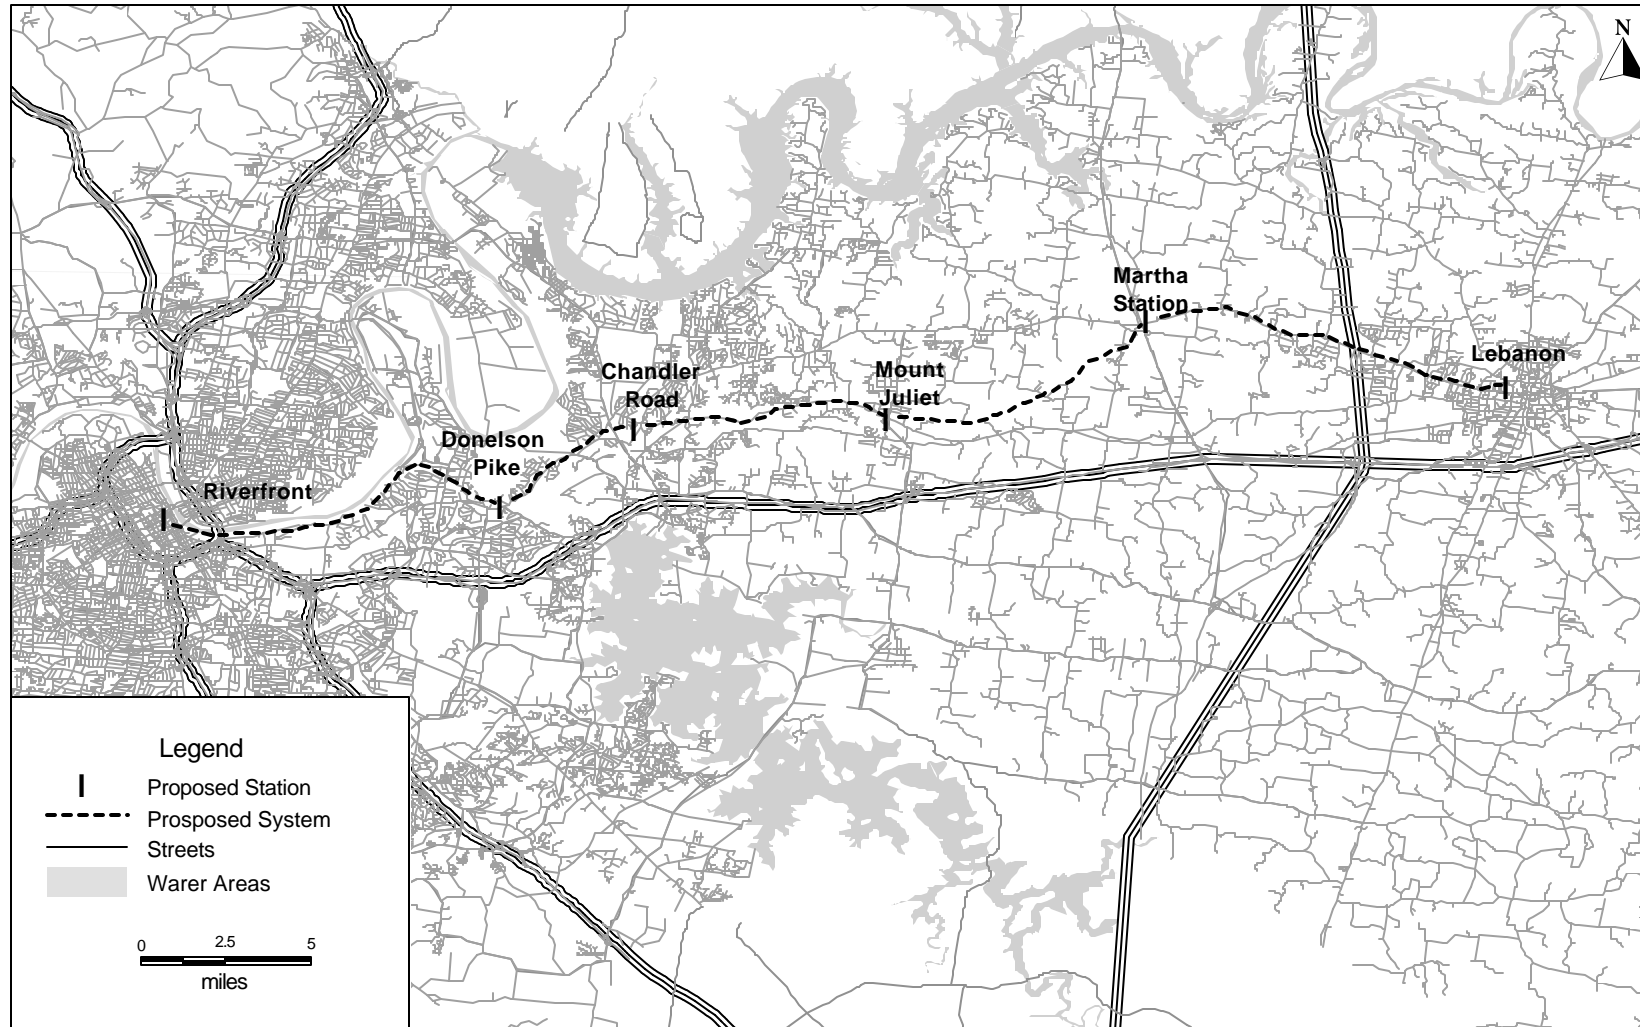 N
Martha
Station
Lebanon
Chandler
Road
Mount
Juliet
Donelson
Pike
Riverfront
Legend
Proposed Station
Prosposed System
Streets
Warer Areas
0 2.5 5
miles